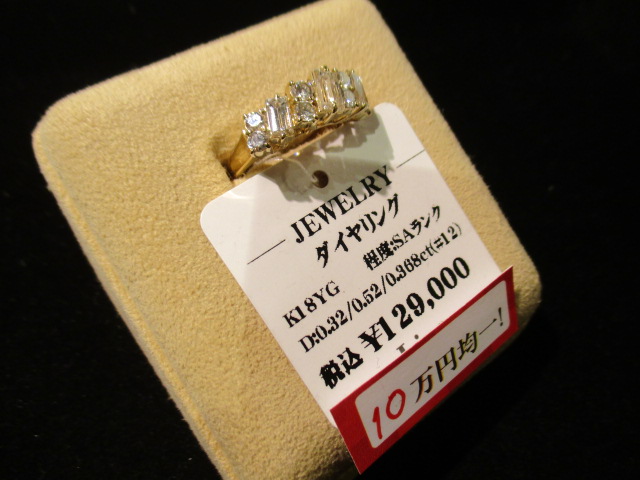 JEWELRY
ダイヤリング
K18YG 程度:SAランク
D:0.32/0.52/0.368ct(=12)
税込 ¥129,000
10万円均一!